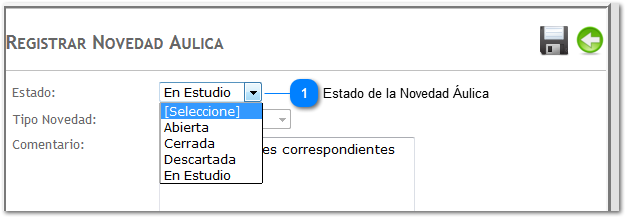 REGISTRAR NOVEDAD AULICA
Estado: En Estudio 1 Estado de la Novedad Áulica
[Seleccione]
Tipo Novedad: Abierta
Cerrada
Comentario: es correspondientes
Descartada
En Estudio